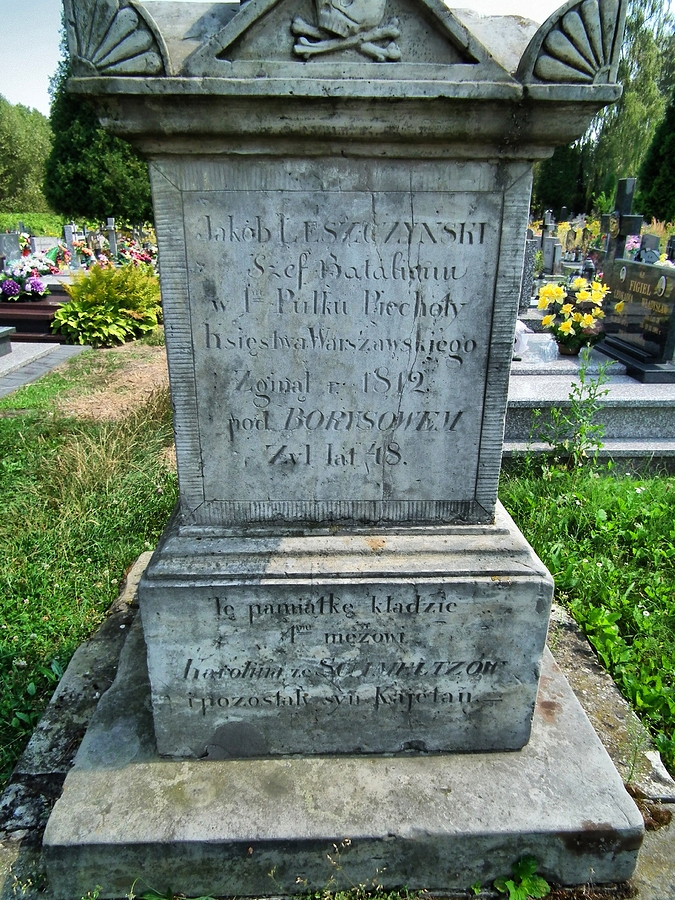 Jakób LESZCZYNSKI
Szef Batalionu
w 1ym Pułku Piechoty
Księstwa Warszawskiego
Zginął r. 1812
pod BORYSOWEM
Żył lat 48.
Tę pamiątkę kładzie
1mu mężowi
Karolina ze SCHMELTZÓW
i pozostały syn Kajetan
FIGIEL